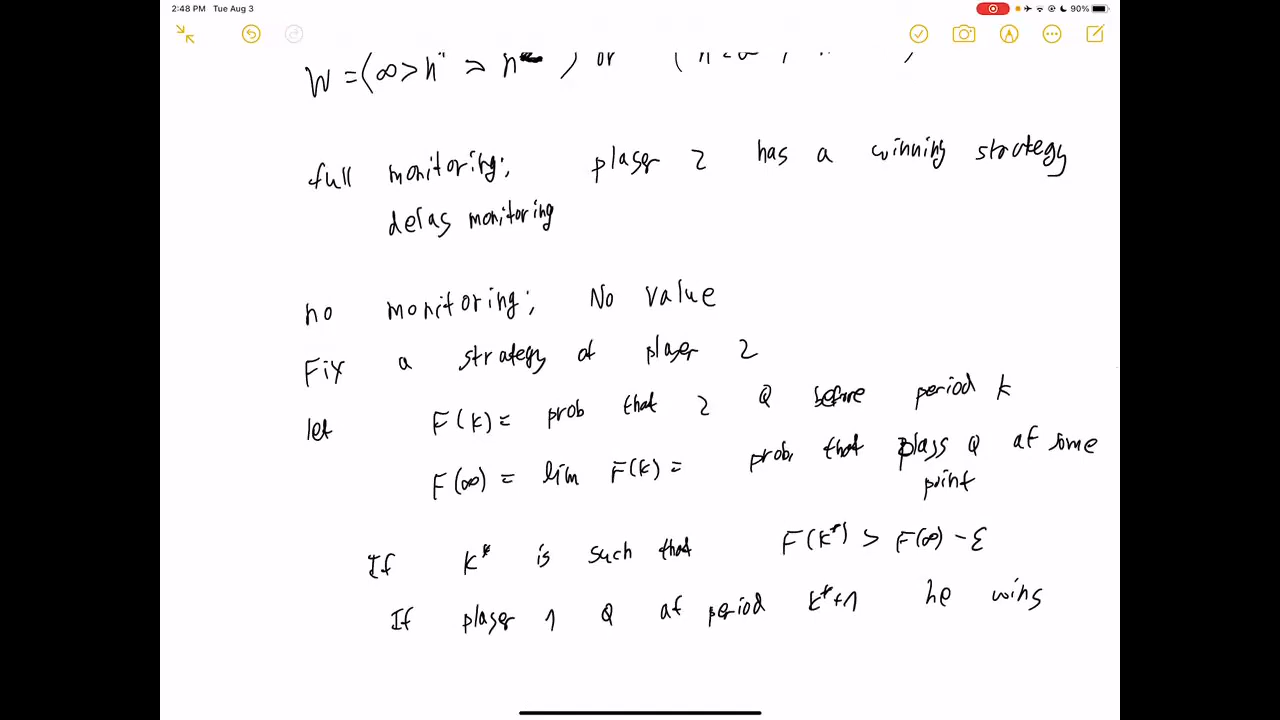 2:48 PM Tue Aug 3
90%
W = (∞ > n" > n ) or
full monitoring; player 2 has a winning strategy
delay monitoring
no monitoring; No value
Fix a strategy of player 2
let F(k) = prob that 2 Q before period k
F(∞) = lim F(k) = prob. that plays Q at some
point
If k* is such that F(k*) > F(∞) - ε
If player 1 Q at period k*+1 he wins